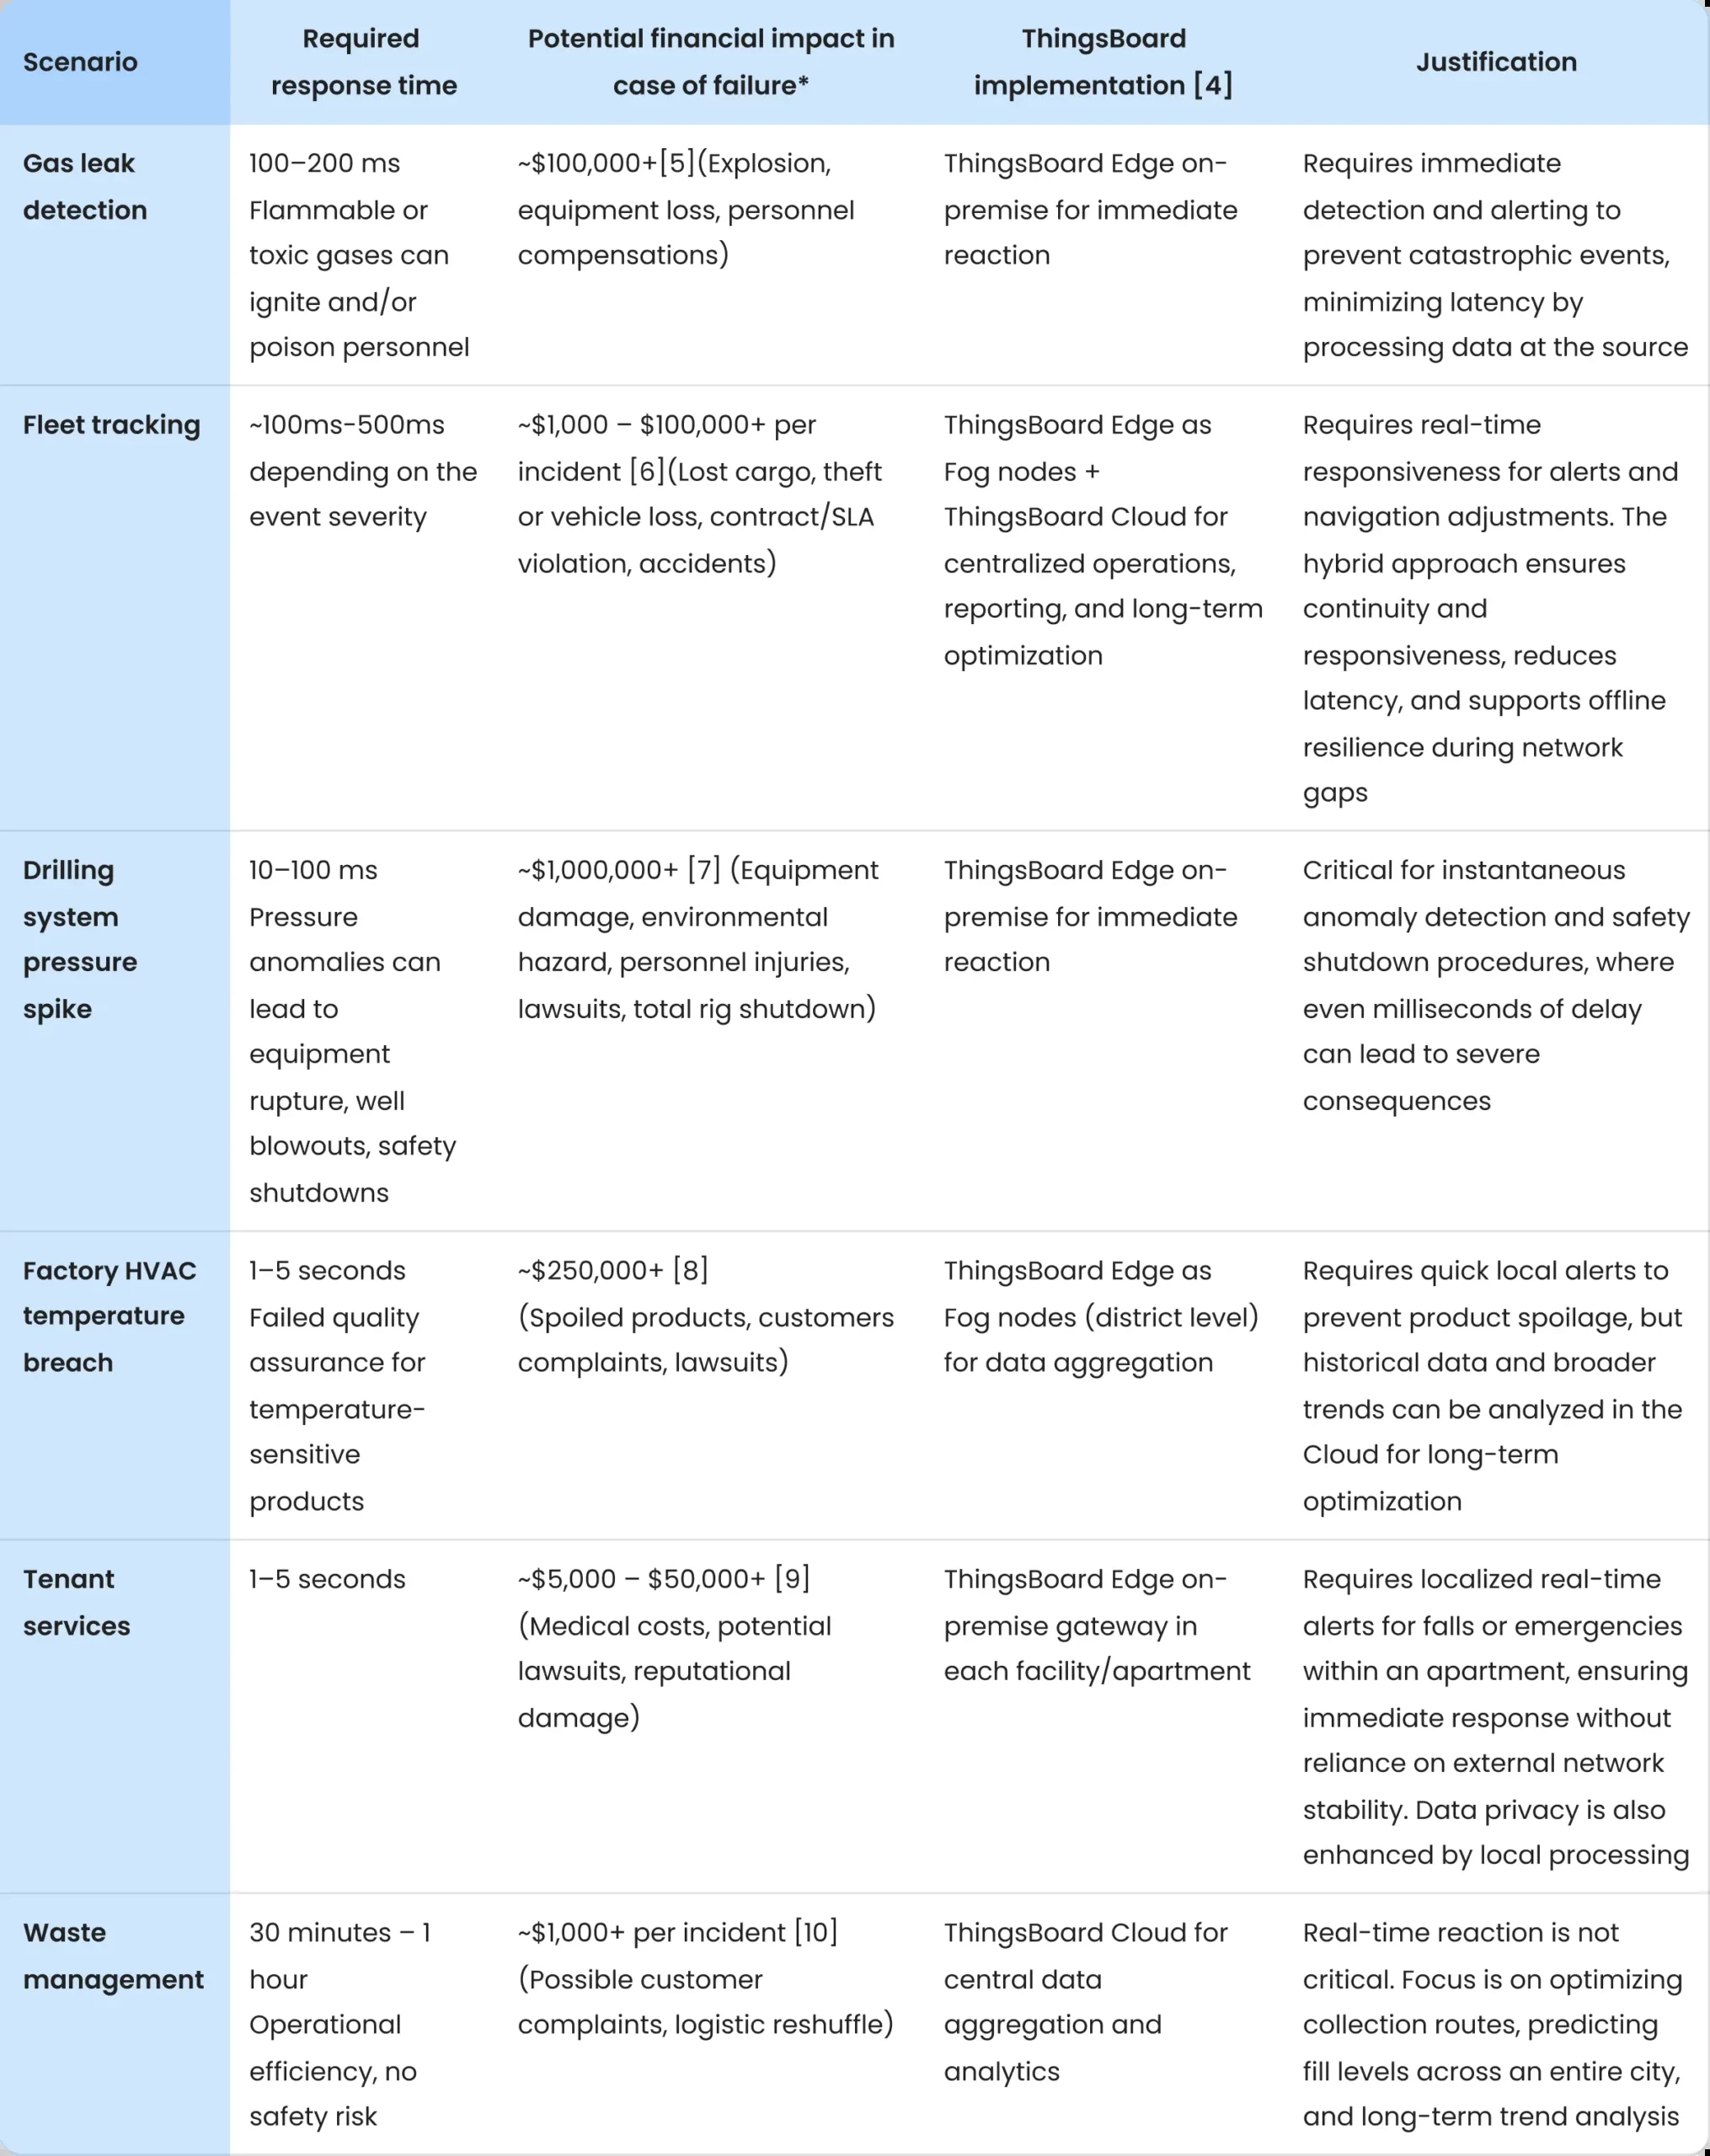 Scenario
Required
response time
Potential financial impact in
case of failure*
ThingsBoard
implementation [4]
Justification
Gas leak
detection
100–200 ms
Flammable or
toxic gases can
ignite and/or
poison personnel
~$100,000+[5](Explosion,
equipment loss, personnel
compensations)
ThingsBoard Edge on-
premise for immediate
reaction
Requires immediate
detection and alerting to
prevent catastrophic events,
minimizing latency by
processing data at the source
Fleet tracking
~100ms-500ms
depending on the
event severity
~$1,000 – $100,000+ per
incident [6](Lost cargo, theft
or vehicle loss, contract/SLA
violation, accidents)
ThingsBoard Edge as
Fog nodes +
ThingsBoard Cloud for
centralized operations,
reporting, and long-term
optimization
Requires real-time
responsiveness for alerts and
navigation adjustments. The
hybrid approach ensures
continuity and
responsiveness, reduces
latency, and supports offline
resilience during network
gaps
Drilling
system
pressure
spike
10–100 ms
Pressure
anomalies can
lead to
equipment
rupture, well
blowouts, safety
shutdowns
~$1,000,000+ [7] (Equipment
damage, environmental
hazard, personnel injuries,
lawsuits, total rig shutdown)
ThingsBoard Edge on-
premise for immediate
reaction
Critical for instantaneous
anomaly detection and safety
shutdown procedures, where
even milliseconds of delay
can lead to severe
consequences
Factory HVAC
temperature
breach
1–5 seconds
Failed quality
assurance for
temperature-
sensitive
products
~$250,000+ [8]
(Spoiled products, customers
complaints, lawsuits)
ThingsBoard Edge as
Fog nodes (district level)
for data aggregation
Requires quick local alerts to
prevent product spoilage, but
historical data and broader
trends can be analyzed in the
Cloud for long-term
optimization
Tenant
services
1–5 seconds
~$5,000 – $50,000+ [9]
(Medical costs, potential
lawsuits, reputational
damage)
ThingsBoard Edge on-
premise gateway in
each facility/apartment
Requires localized real-time
alerts for falls or emergencies
within an apartment, ensuring
immediate response without
reliance on external network
stability. Data privacy is also
enhanced by local processing
Waste
management
30 minutes – 1
hour
Operational
efficiency, no
safety risk
~$1,000+ per incident [10]
(Possible customer
complaints, logistic reshuffle)
ThingsBoard Cloud for
central data
aggregation and
analytics
Real-time reaction is not
critical. Focus is on optimizing
collection routes, predicting
fill levels across an entire city,
and long-term trend analysis